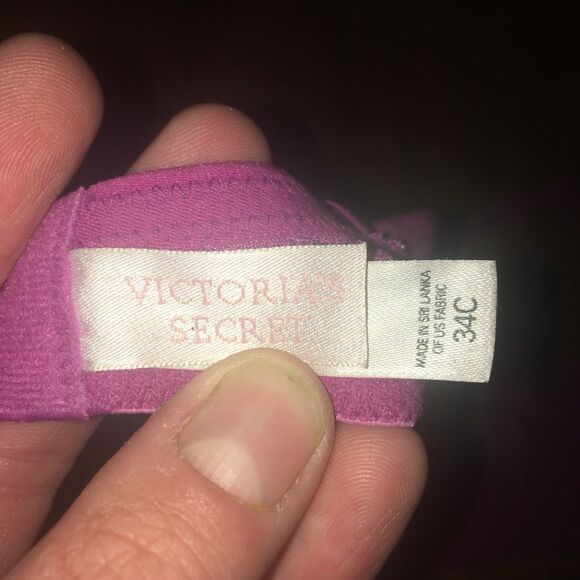 VICTORIA'S
SECRET
MADE IN SRI LANKA
OF US FABRIC
34C